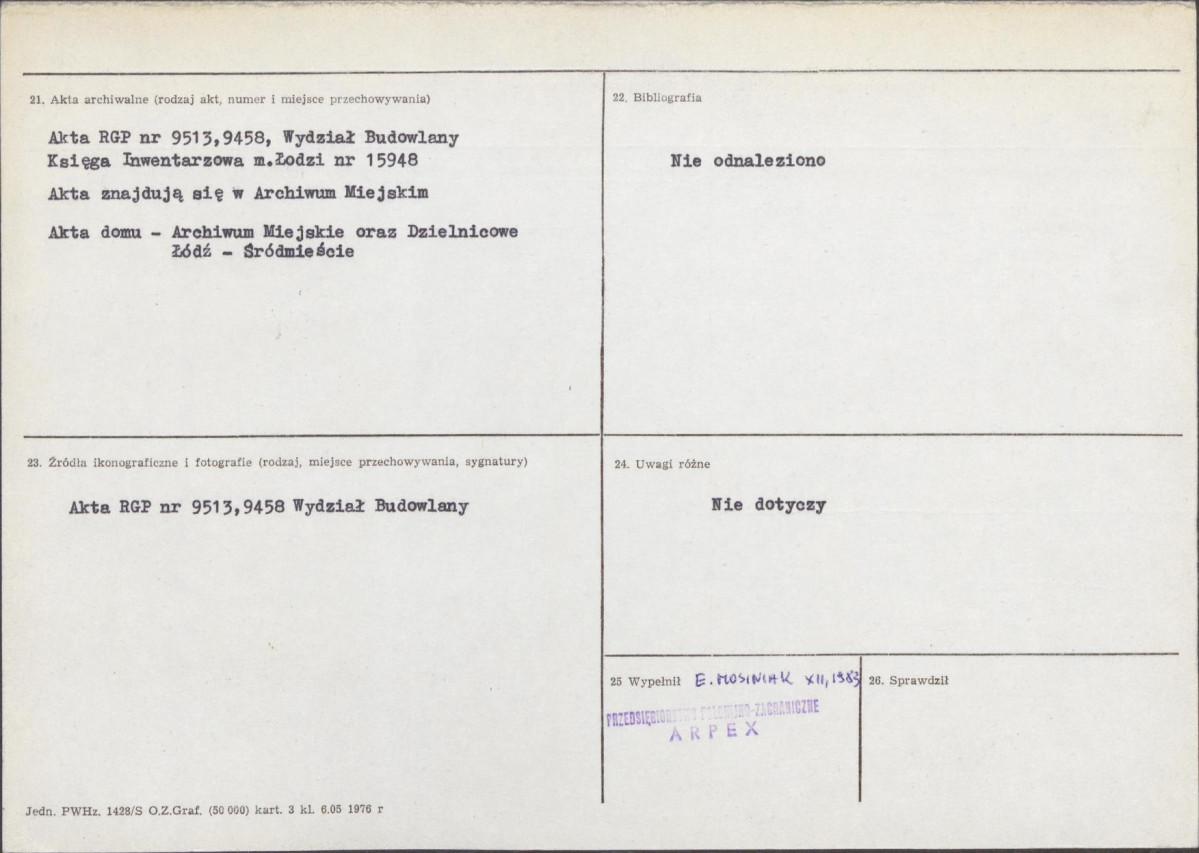 21. Akta archiwalne (rodzaj akt, numer i miejsce przechowywania)
Akta RGP nr 9513,9458, Wydział Budowlany
Księga Inwentarzowa m.Łodzi nr 15948
Akta znajdują się w Archiwum Miejskim
Akta domu - Archiwum Miejskie oraz Dzielnicowe
Łódź - Śródmieście
22. Bibliografia
Nie odnaleziono
23. Źródła ikonograficzne i fotografie (rodzaj, miejsce przechowywania, sygnatury)
Akta RGP nr 9513,9458 Wydział Budowlany
24. Uwagi różne
Nie dotyczy
25 Wypełnił E. MOSINIAK XII, 1983
PRZEDSIĘBIORSTWO POLONIJNO-ZAGRANICZNE
ARPEX
26. Sprawdził
Jedn. PWHz. 1428/S O.Z.Graf. (50 000) kart. 3 kl. 6.05 1976 r